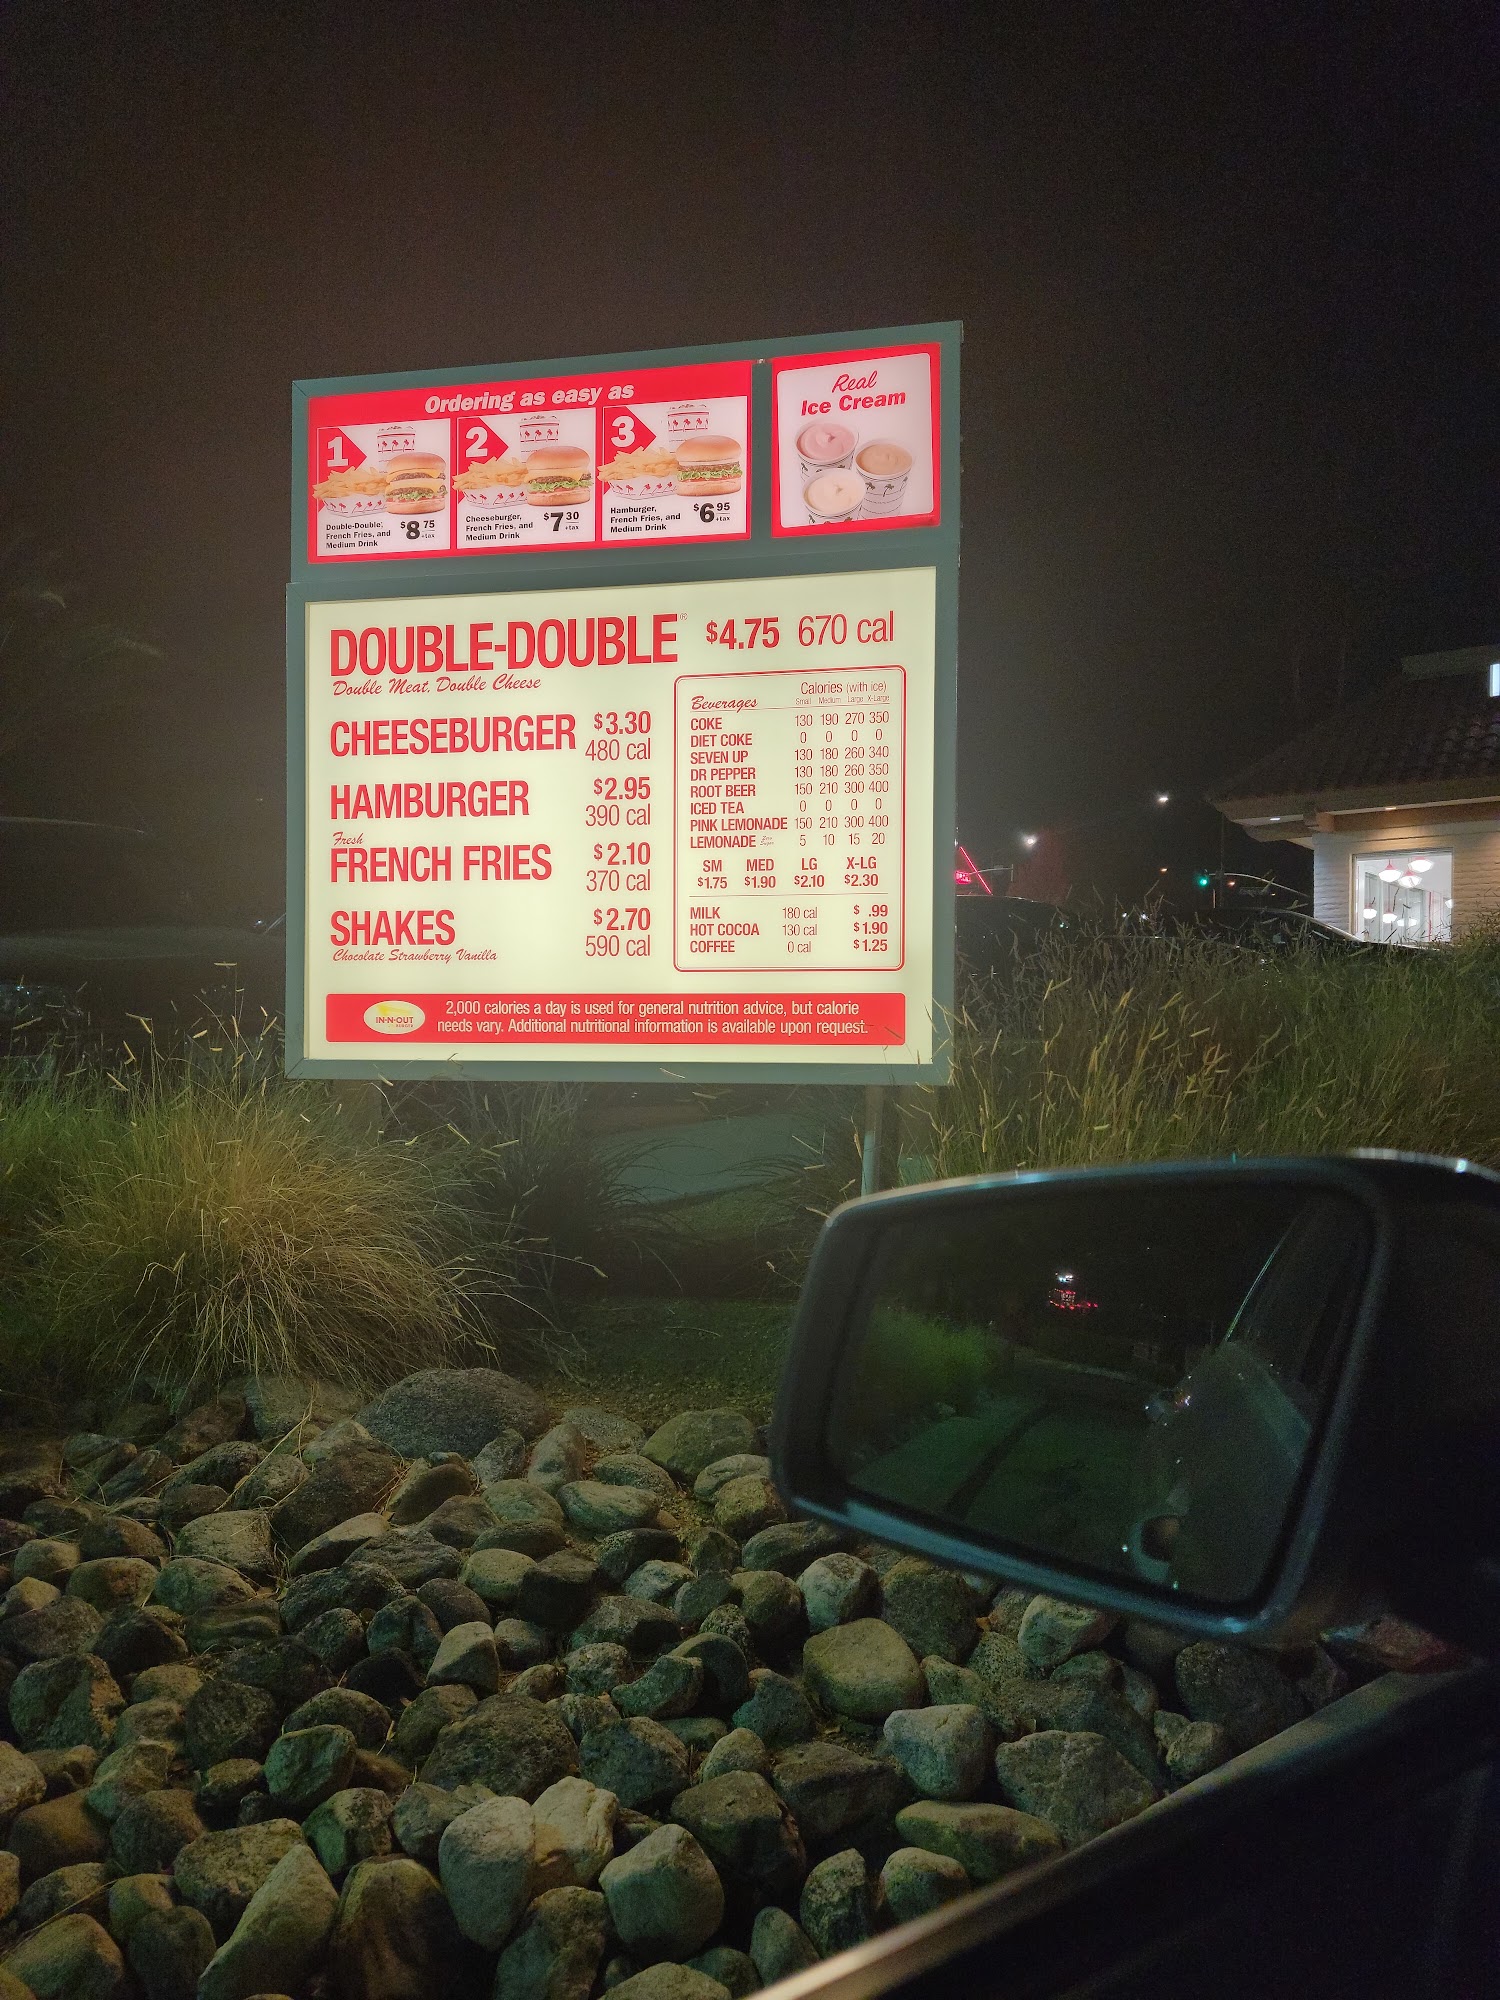 Ordering as easy as
1
Double-Double,
French Fries, and
Medium Drink
$8 75
+tax
2
Cheeseburger,
French Fries, and
Medium Drink
$7 30
+tax
3
Hamburger,
French Fries, and
Medium Drink
$6 95
+tax
Real
Ice Cream
DOUBLE-DOUBLE® $4.75 670 cal
Double Meat, Double Cheese
CHEESEBURGER $3.30
480 cal
HAMBURGER $2.95
390 cal
Fresh
FRENCH FRIES $2.10
370 cal
SHAKES $2.70
590 cal
Chocolate Strawberry Vanilla
Beverages Calories (with ice)
Small Medium Large X-Large
COKE 130 190 270 350
DIET COKE 0 0 0 0
SEVEN UP 130 180 260 340
DR PEPPER 130 180 260 350
ROOT BEER 150 210 300 400
ICED TEA 0 0 0 0
PINK LEMONADE 150 210 300 400
LEMONADE 5 10 15 20
SM MED LG X-LG
$1.75 $1.90 $2.10 $2.30
MILK 180 cal $ .99
HOT COCOA 130 cal $1.90
COFFEE 0 cal $1.25
IN-N-OUT
BURGER
2,000 calories a day is used for general nutrition advice, but calorie
needs vary. Additional nutritional information is available upon request.